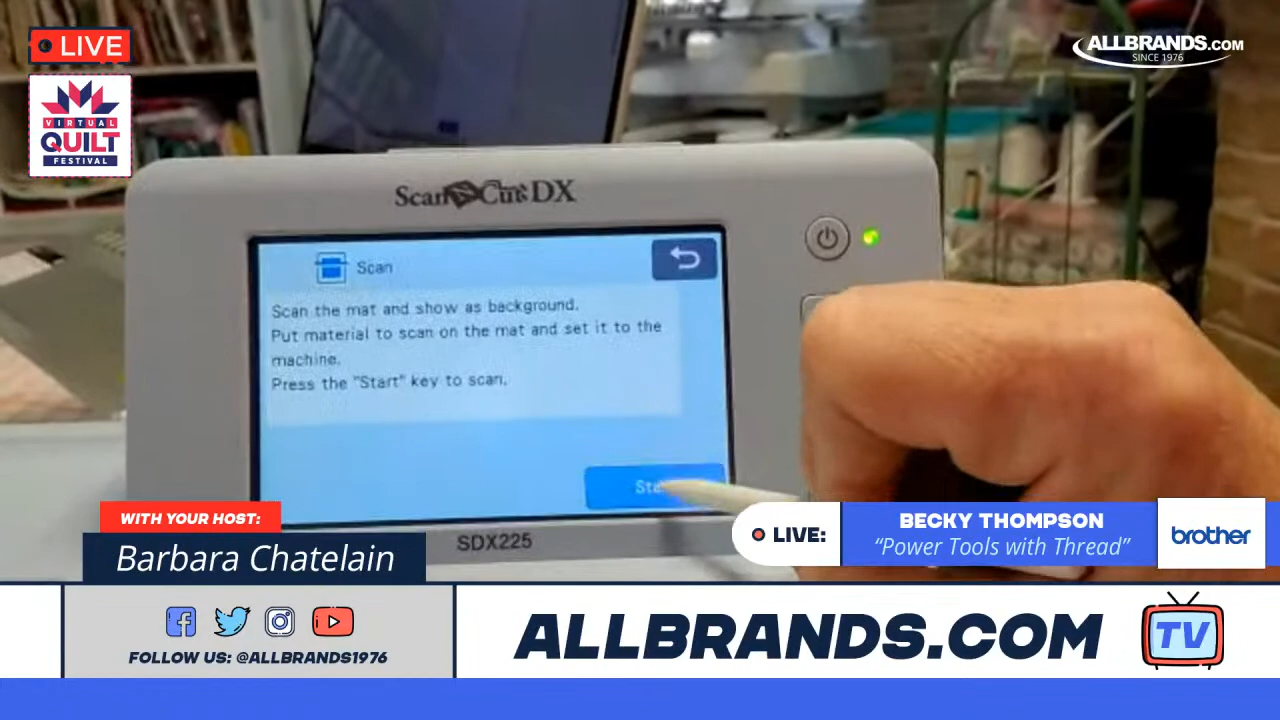 LIVE
ALLBRANDS.COM
SINCE 1976
VIRTUAL
QUILT
FESTIVAL
ScanNCut DX
Scan
Scan the mat and show as background.
Put material to scan on the mat and set it to the
machine.
Press the "Start" key to scan.
SDX225
WITH YOUR HOST:
Barbara Chatelain
LIVE:
BECKY THOMPSON
“Power Tools with Thread”
brother
FOLLOW US: @ALLBRANDS1976
ALLBRANDS.COM
TV